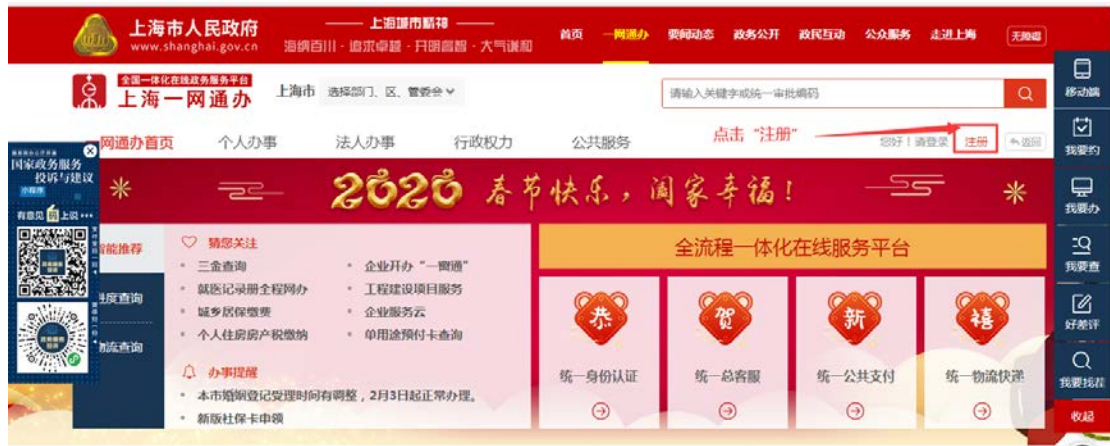 上海市人民政府
www.shanghai.gov.cn
上海城市精神
海纳百川 · 追求卓越 · 开明睿智 · 大气谦和
首页 一网通办 要闻动态 政务公开 政民互动 公众服务 走进上海 无障碍
全国一体化在线政务服务平台
上海一网通办
上海市 选择部门、区、管委会
请输入关键字或统一审批编码
一网通办首页 个人办事 法人办事 行政权力 公共服务
点击“注册”
您好！请登录 注册 返回
国家政务服务
投诉与建议
小程序
有意见 码上说
2020 春节快乐，阖家幸福！
智能推荐
进度查询
物流查询
猜您关注
三金查询
企业开办“一窗通”
就医记录册全程网办
工程建设项目服务
城乡居保缴费
企业服务云
个人住房房产税缴纳
单用途预付卡查询
办事提醒
本市婚姻登记受理时间有调整，2月3日起正常办理。
新版社保卡申领
全流程一体化在线服务平台
恭 贺 新 禧
统一身份认证 统一总客服 统一公共支付 统一物流快递
移动端
我要约
我要办
我要查
好差评
我要找茬
收起